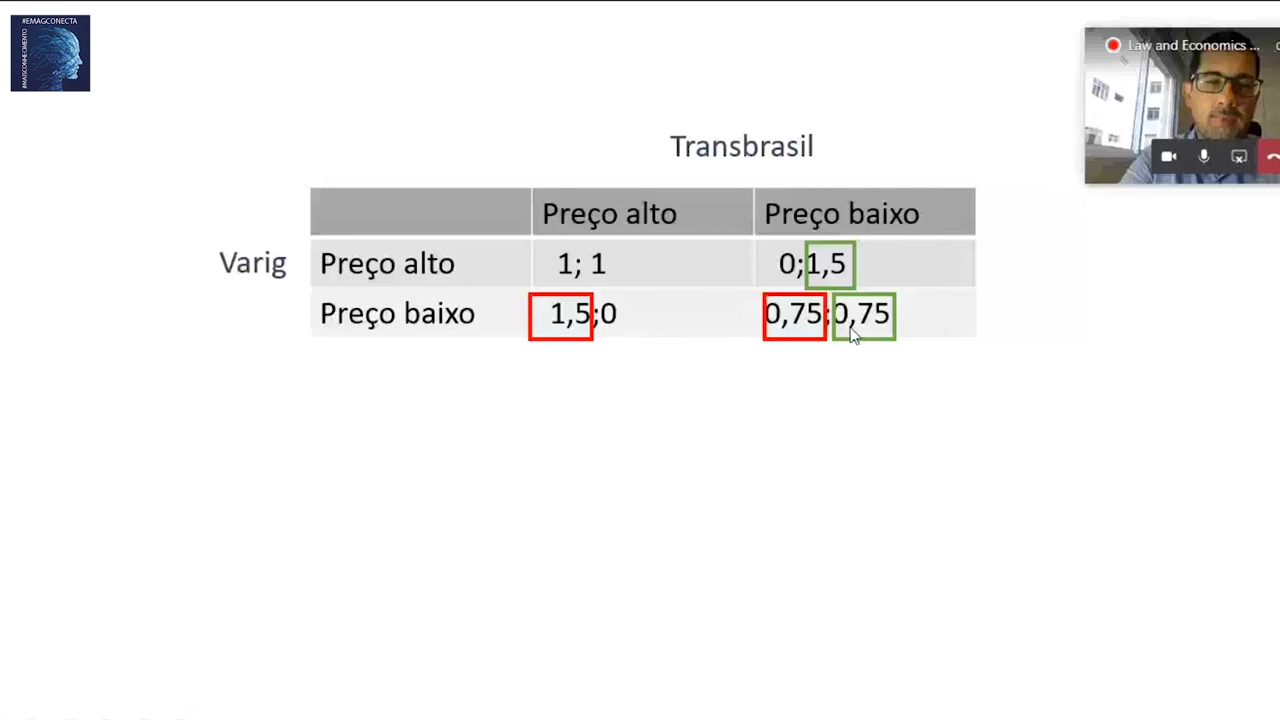 #EMAGCONECTA
#MAISCONHECIMENTO
Law and Economics ...
Transbrasil
Preço alto Preço baixo
Varig Preço alto 1; 1 0;1,5
Preço baixo 1,5;0 0,75;0,75